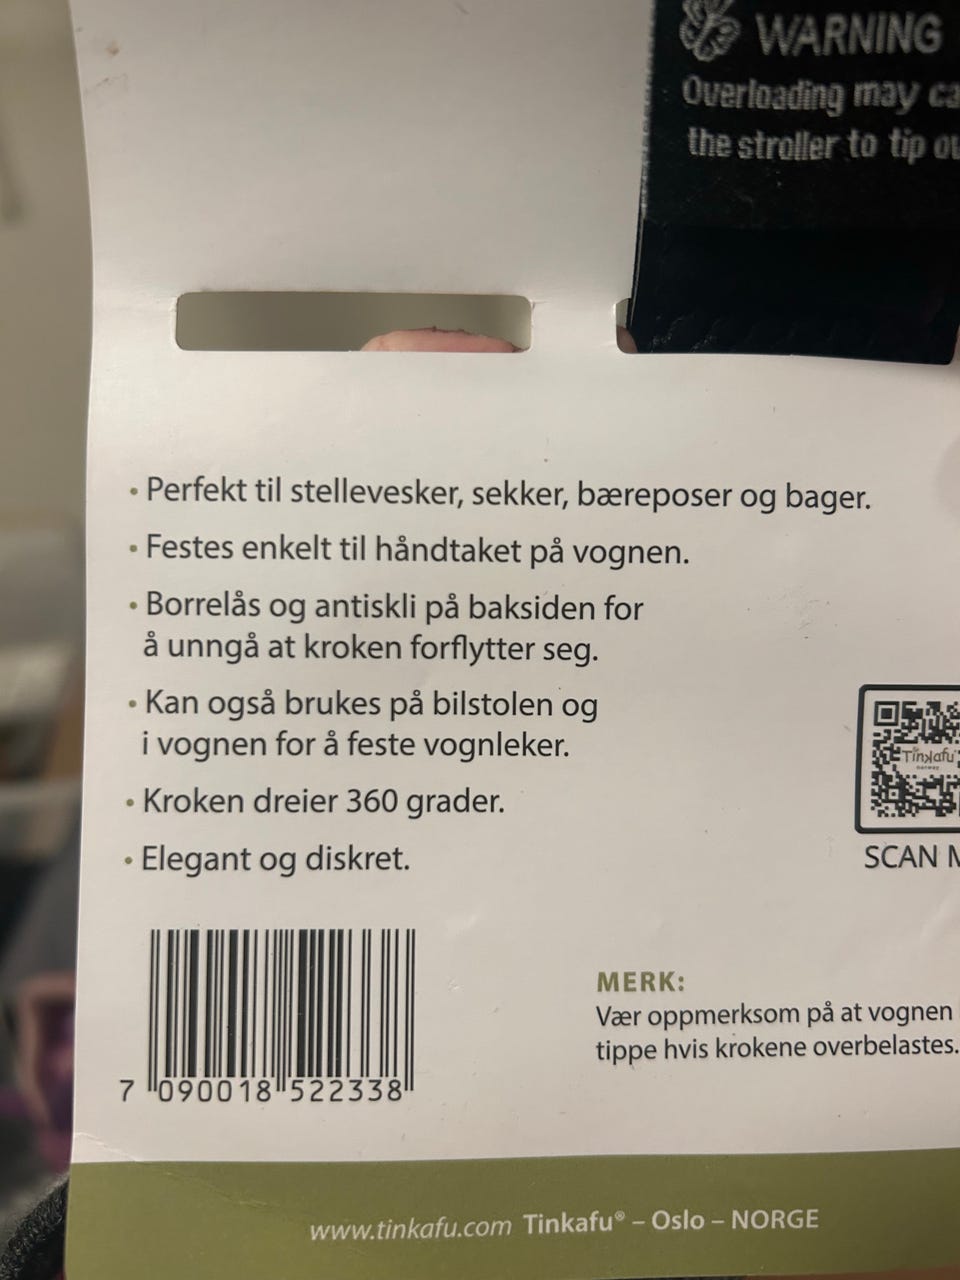 WARNING
Overloading may ca
the stroller to tip ov
• Perfekt til stellevesker, sekker, bæreposer og bager.
• Festes enkelt til håndtaket på vognen.
• Borrelås og antiskli på baksiden for
å unngå at kroken forflytter seg.
• Kan også brukes på bilstolen og
i vognen for å feste vognleker.
• Kroken dreier 360 grader.
• Elegant og diskret.
Tinkafu
norway
SCAN M
MERK:
Vær oppmerksom på at vognen
tippe hvis krokene overbelastes.
7 090018 522338
www.tinkafu.com Tinkafu® – Oslo – NORGE